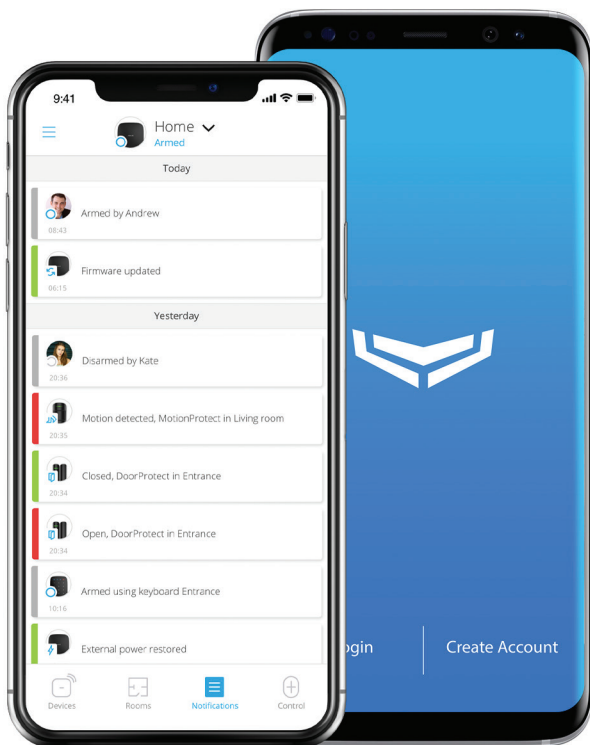 9:41
Home
Armed
Today
Armed by Andrew
08:43
Firmware updated
06:15
Yesterday
Disarmed by Kate
20:36
Motion detected, MotionProtect in Living room
20:35
Closed, DoorProtect in Entrance
20:34
Open, DoorProtect in Entrance
20:34
Armed using keyboard Entrance
10:16
External power restored
Devices Rooms Notifications Control
ogin Create Account